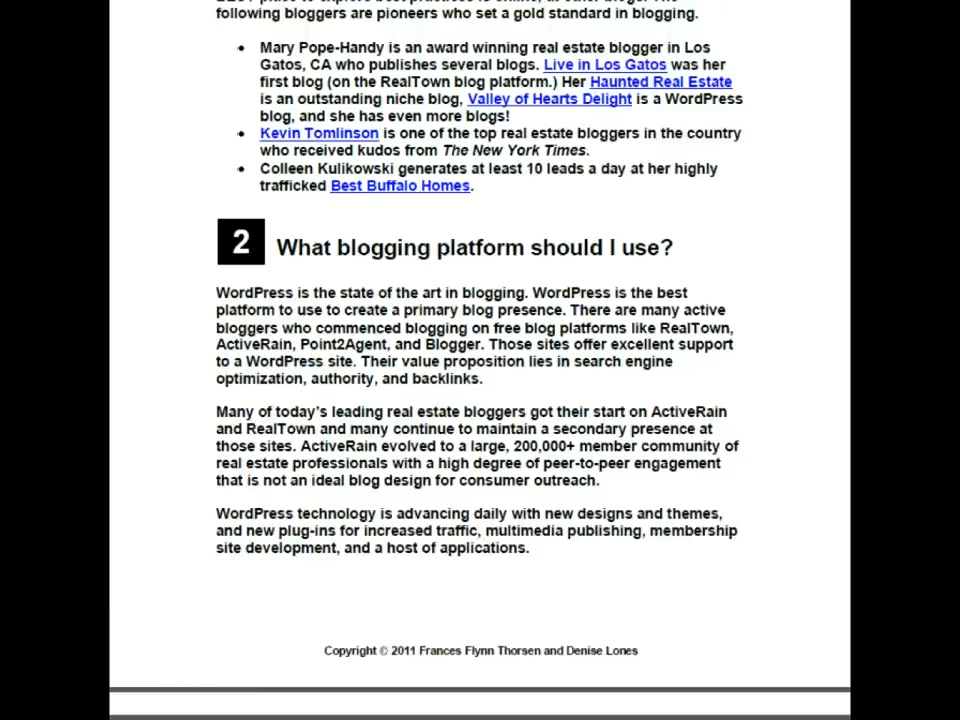 following bloggers are pioneers who set a gold standard in blogging.
• Mary Pope-Handy is an award winning real estate blogger in Los
Gatos, CA who publishes several blogs. Live in Los Gatos was her
first blog (on the RealTown blog platform.) Her Haunted Real Estate
is an outstanding niche blog, Valley of Hearts Delight is a WordPress
blog, and she has even more blogs!
• Kevin Tomlinson is one of the top real estate bloggers in the country
who received kudos from The New York Times.
• Colleen Kulikowski generates at least 10 leads a day at her highly
trafficked Best Buffalo Homes.
2 What blogging platform should I use?
WordPress is the state of the art in blogging. WordPress is the best
platform to use to create a primary blog presence. There are many active
bloggers who commenced blogging on free blog platforms like RealTown,
ActiveRain, Point2Agent, and Blogger. Those sites offer excellent support
to a WordPress site. Their value proposition lies in search engine
optimization, authority, and backlinks.
Many of today's leading real estate bloggers got their start on ActiveRain
and RealTown and many continue to maintain a secondary presence at
those sites. ActiveRain evolved to a large, 200,000+ member community of
real estate professionals with a high degree of peer-to-peer engagement
that is not an ideal blog design for consumer outreach.
WordPress technology is advancing daily with new designs and themes,
and new plug-ins for increased traffic, multimedia publishing, membership
site development, and a host of applications.
Copyright © 2011 Frances Flynn Thorsen and Denise Lones